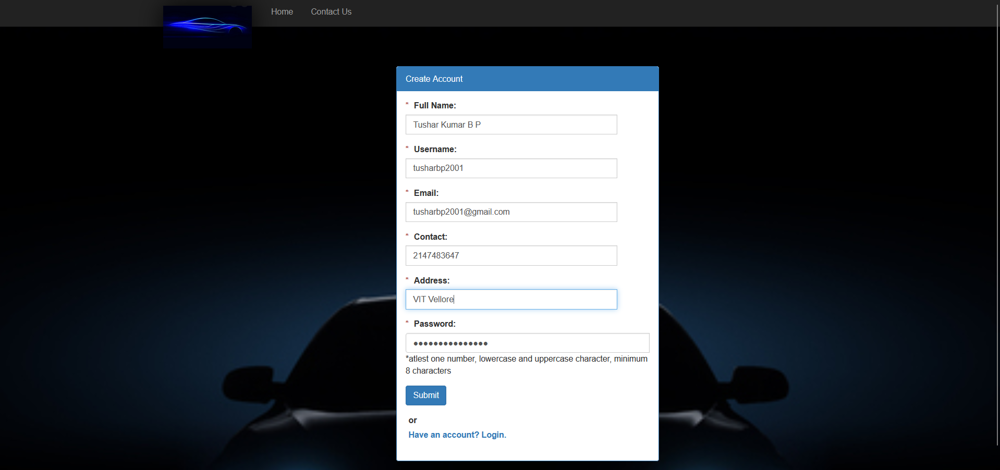 Home Contact Us
Create Account
* Full Name:
Tushar Kumar B P
* Username:
tusharbp2001
* Email:
tusharbp2001@gmail.com
* Contact:
2147483647
* Address:
VIT Vellore
* Password:
●●●●●●●●●●●●●●●
*atlest one number, lowercase and uppercase character, minimum
8 characters
Submit
or
Have an account? Login.